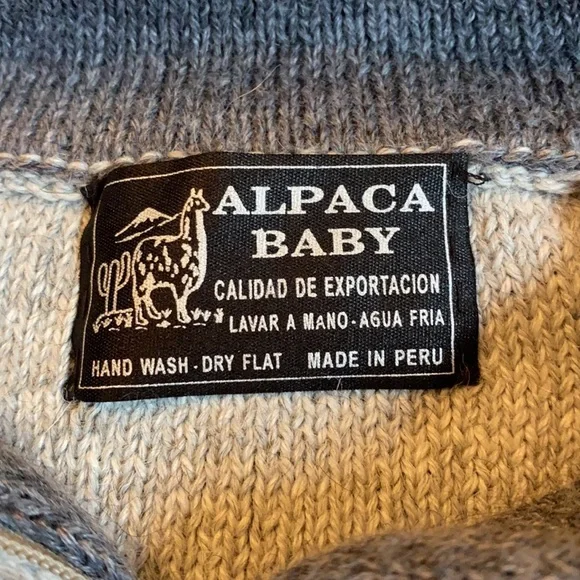 ALPACA
BABY
CALIDAD DE EXPORTACION
LAVAR A MANO-AGUA FRIA
HAND WASH-DRY FLAT MADE IN PERU